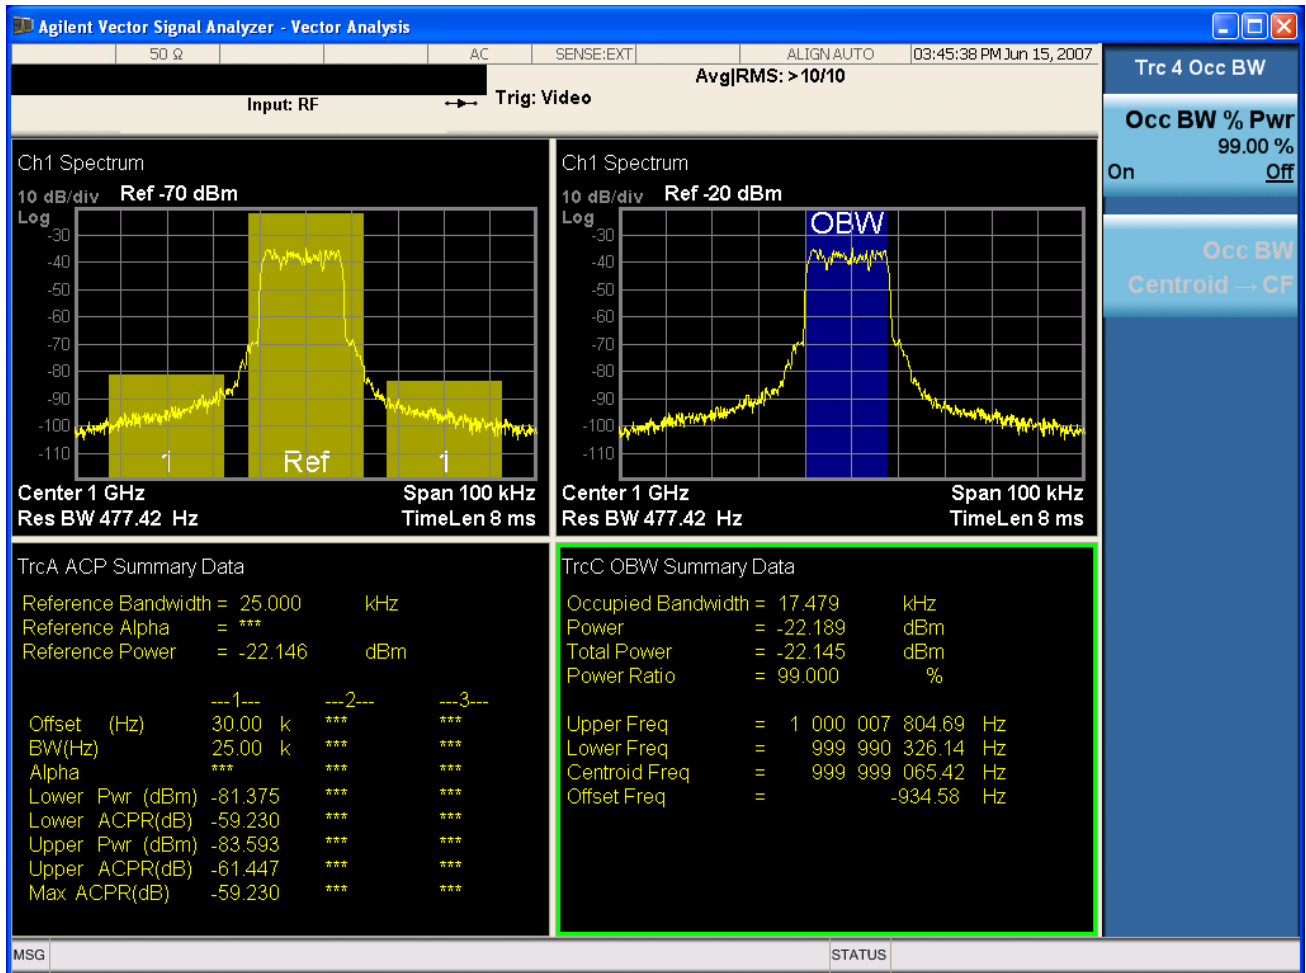 Agilent Vector Signal Analyzer - Vector Analysis
50 Ω AC SENSE:EXT ALIGN AUTO 03:45:38 PM Jun 15, 2007
Avg|RMS: >10/10
Input: RF Trig: Video
Trc 4 Occ BW
Occ BW % Pwr
99.00 %
On Off
Occ BW
Centroid → CF
Ch1 Spectrum
10 dB/div Ref -70 dBm
Log
-30
-40
-50
-60
-70
-80
-90
-100
-110
1 Ref 1
Center 1 GHz Span 100 kHz
Res BW 477.42 Hz TimeLen 8 ms
Ch1 Spectrum
10 dB/div Ref -20 dBm
Log
OBW
-30
-40
-50
-60
-70
-80
-90
-100
-110
Center 1 GHz Span 100 kHz
Res BW 477.42 Hz TimeLen 8 ms
TrcA ACP Summary Data
Reference Bandwidth = 25.000 kHz
Reference Alpha = ***
Reference Power = -22.146 dBm
---1--- ---2--- ---3---
Offset (Hz) 30.00 k *** ***
BW(Hz) 25.00 k *** ***
Alpha *** *** ***
Lower Pwr (dBm) -81.375 *** ***
Lower ACPR(dB) -59.230 *** ***
Upper Pwr (dBm) -83.593 *** ***
Upper ACPR(dB) -61.447 *** ***
Max ACPR(dB) -59.230 *** ***
TrcC OBW Summary Data
Occupied Bandwidth = 17.479 kHz
Power = -22.189 dBm
Total Power = -22.145 dBm
Power Ratio = 99.000 %
Upper Freq = 1 000 007 804.69 Hz
Lower Freq = 999 990 326.14 Hz
Centroid Freq = 999 999 065.42 Hz
Offset Freq = -934.58 Hz
MSG STATUS